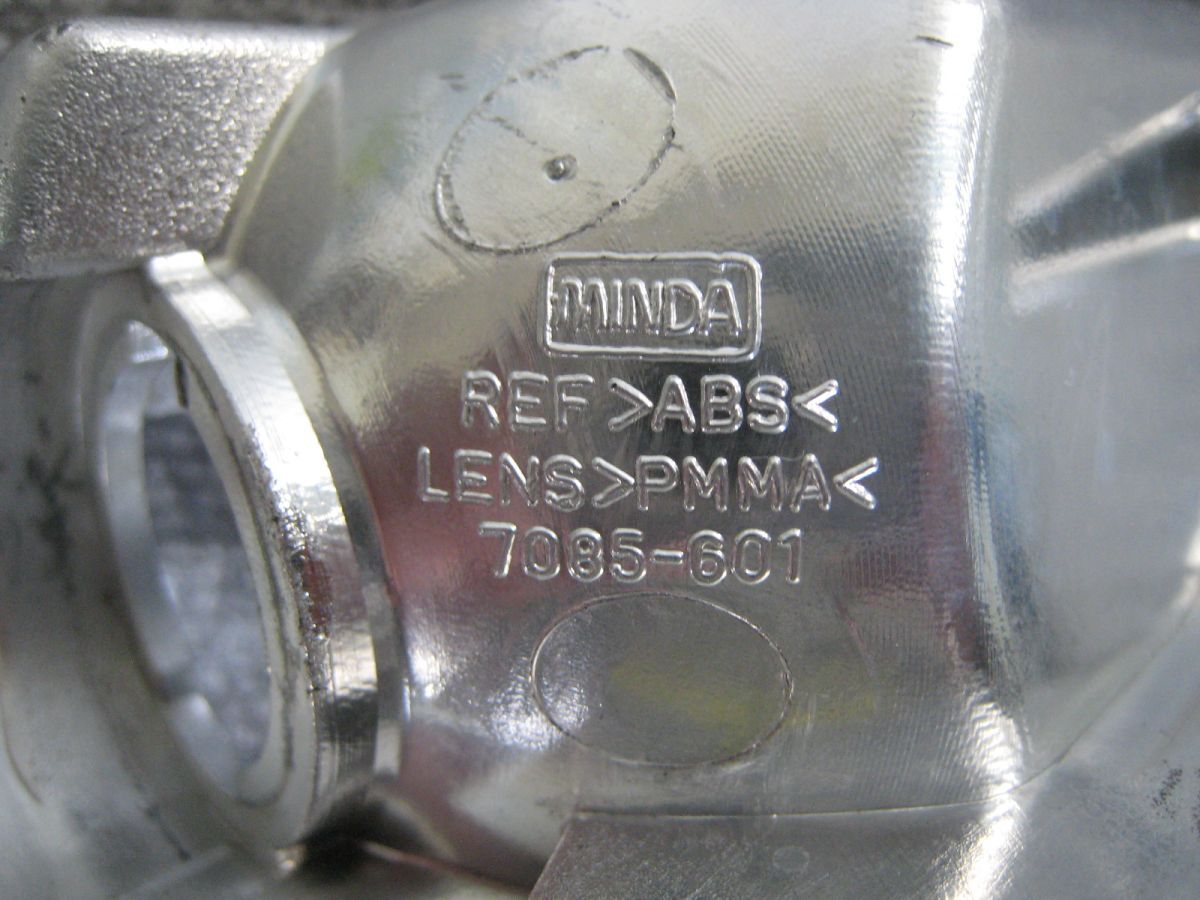 MINDA
REF >ABS<
LENS>PMMA<
7085-601